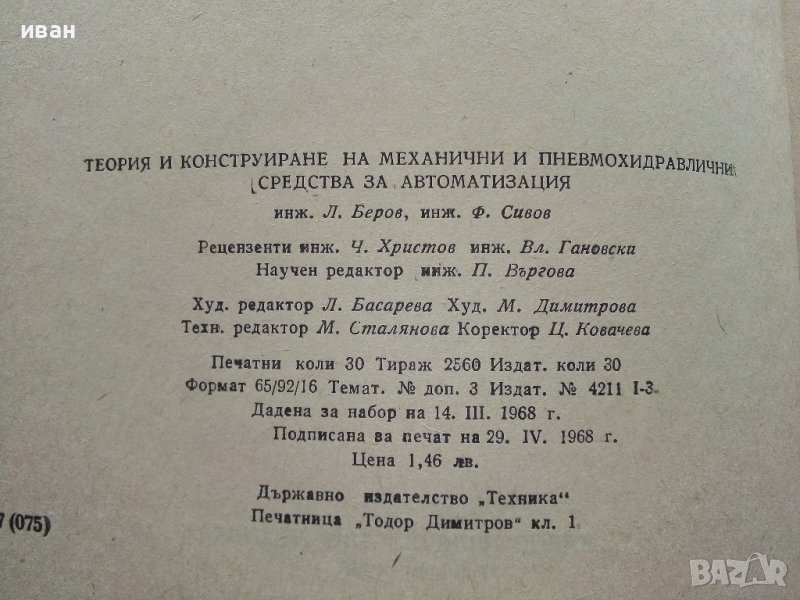 иван
ТЕОРИЯ И КОНСТРУИРАНЕ НА МЕХАНИЧНИ И ПНЕВМОХИДРАВЛИЧНИ
СРЕДСТВА ЗА АВТОМАТИЗАЦИЯ
инж. Л. Беров, инж. Ф. Сивов
Рецензенти инж. Ч. Христов инж. Вл. Гановски
Научен редактор инж. П. Въргова
Худ. редактор Л. Басарева Худ. М. Димитрова
Техн. редактор М. Сталянова Коректор Ц. Ковачева
Печатни коли 30 Тираж 2560 Издат. коли 30
Формат 65/92/16 Темат. № доп. 3 Издат. № 4211 I-3
Дадена за набор на 14. III. 1968 г.
Подписана за печат на 29. IV. 1968 г.
Цена 1,46 лв.
Държавно издателство „Техника“
Печатница „Тодор Димитров“ кл. 1
7 (075)
BAZAR